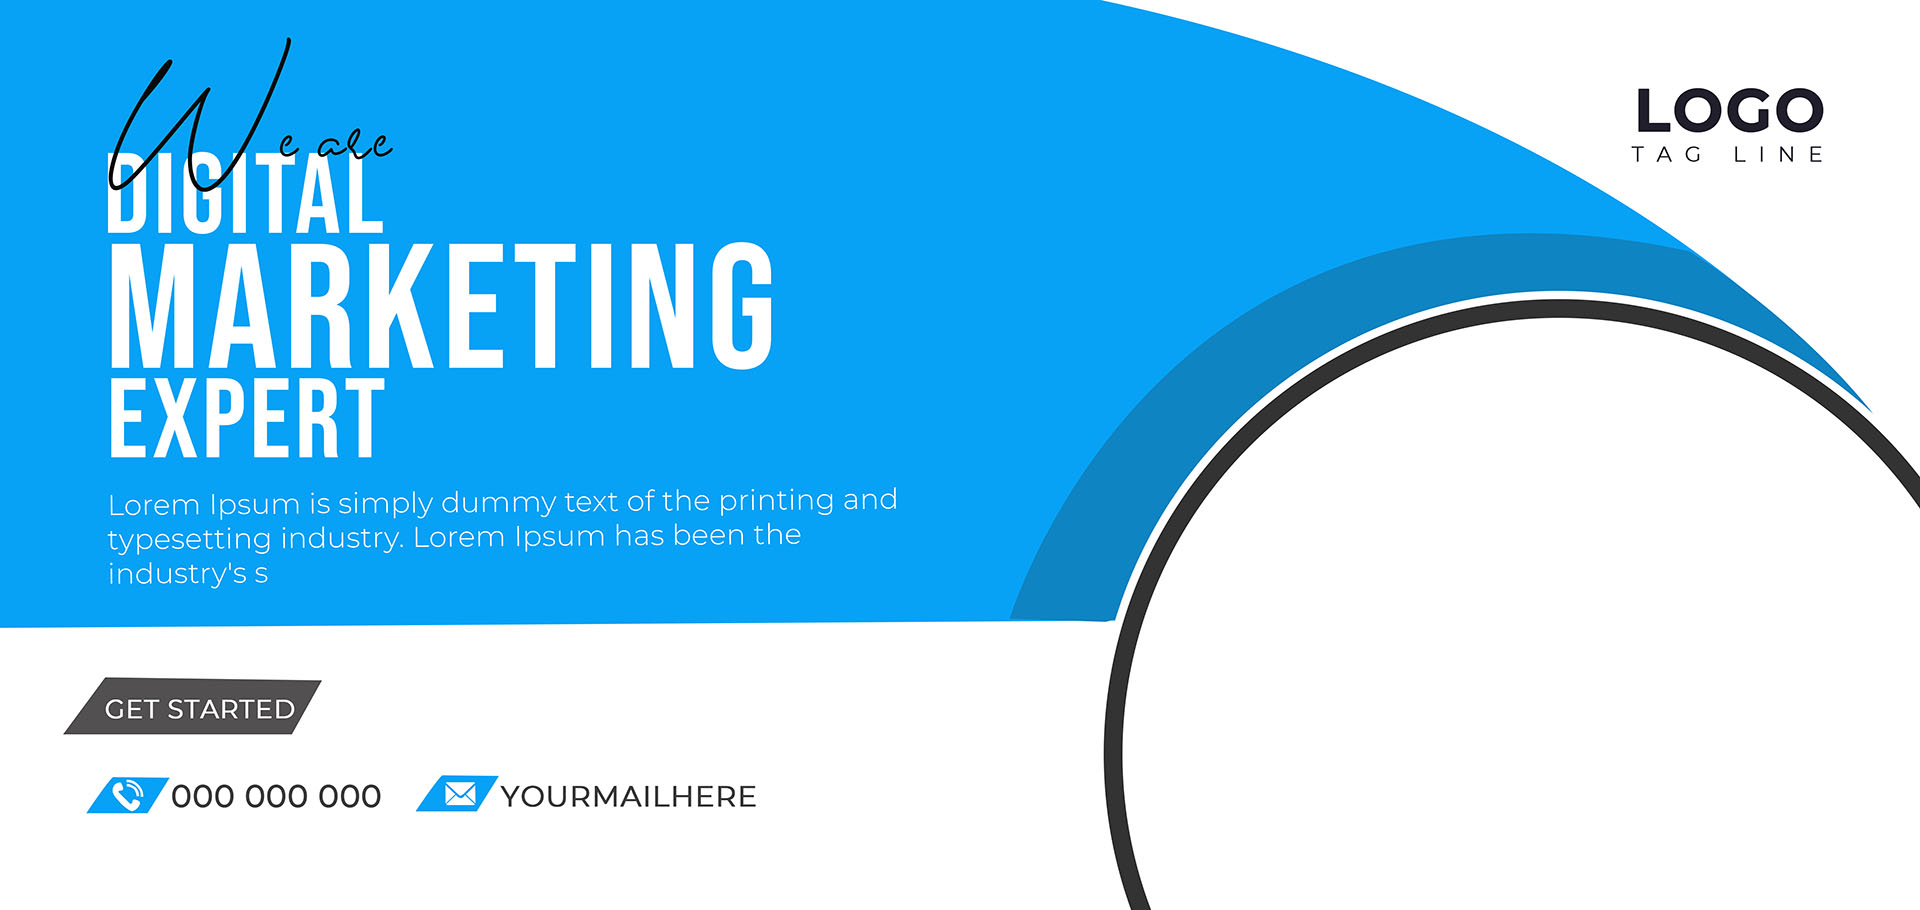 We are
DIGITAL
MARKETING
EXPERT
Lorem Ipsum is simply dummy text of the printing and
typesetting industry. Lorem Ipsum has been the
industry's s
GET STARTED
000 000 000
YOURMAILHERE
LOGO
TAG LINE